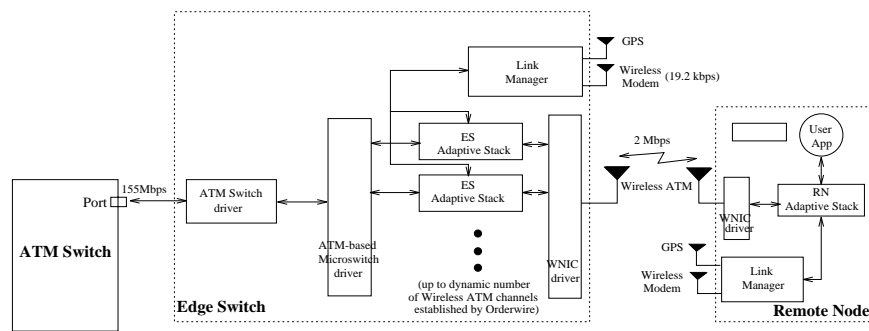 GPS
Link
Manager
Wireless
Modem
(19.2 kbps)
ES
Adaptive Stack
ES
Adaptive Stack
2 Mbps
Wireless ATM
User
App
RN
Adaptive Stack
WNIC
driver
155Mbps
Port
ATM Switch
ATM Switch
driver
ATM-based
Microswitch
driver
WNIC
driver
(up to dynamic number
of Wireless ATM channels
established by Orderwire)
Edge Switch
GPS
Wireless
Modem
Link
Manager
Remote Node